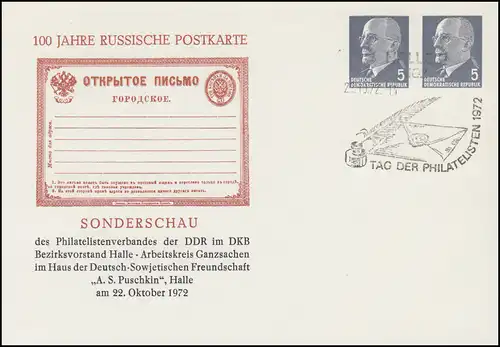 100 JAHRE RUSSISCHE POSTKARTE
ОТКРЫТОЕ ПИСЬМО
ГОРОДСКОЕ.
SONDERSCHAU
des Philatelistenverbandes der DDR im DKB
Bezirksvorstand Halle - Arbeitskreis Ganzsachen
im Haus der Deutsch-Sowjetischen Freundschaft
„A. S. Puschkin", Halle
am 22. Oktober 1972
5
DEUTSCHE
DEMOKRATISCHE REPUBLIK
5
DEUTSCHE
DEMOKRATISCHE REPUBLIK
TAG DER PHILATELISTEN 1972